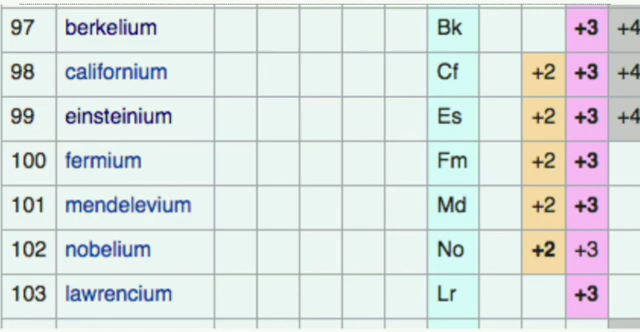 97 berkelium Bk +3 +4
98 californium Cf +2 +3 +4
99 einsteinium Es +2 +3 +4
100 fermium Fm +2 +3
101 mendelevium Md +2 +3
102 nobelium No +2 +3
103 lawrencium Lr +3